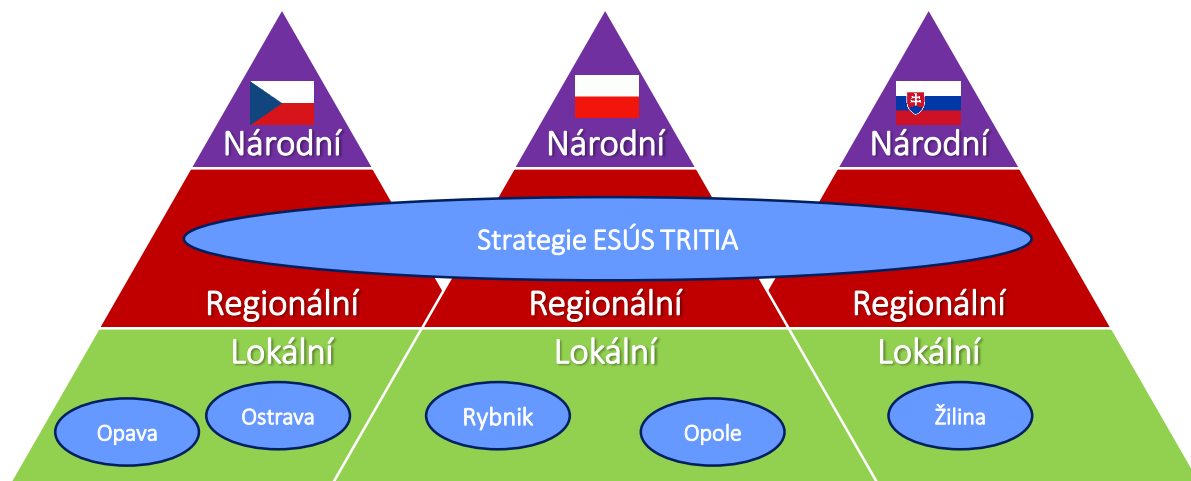 Národní
Národní
Národní
Strategie ESÚS TRITIA
Regionální
Regionální
Regionální
Lokální
Lokální
Lokální
Opava
Ostrava
Rybnik
Opole
Žilina